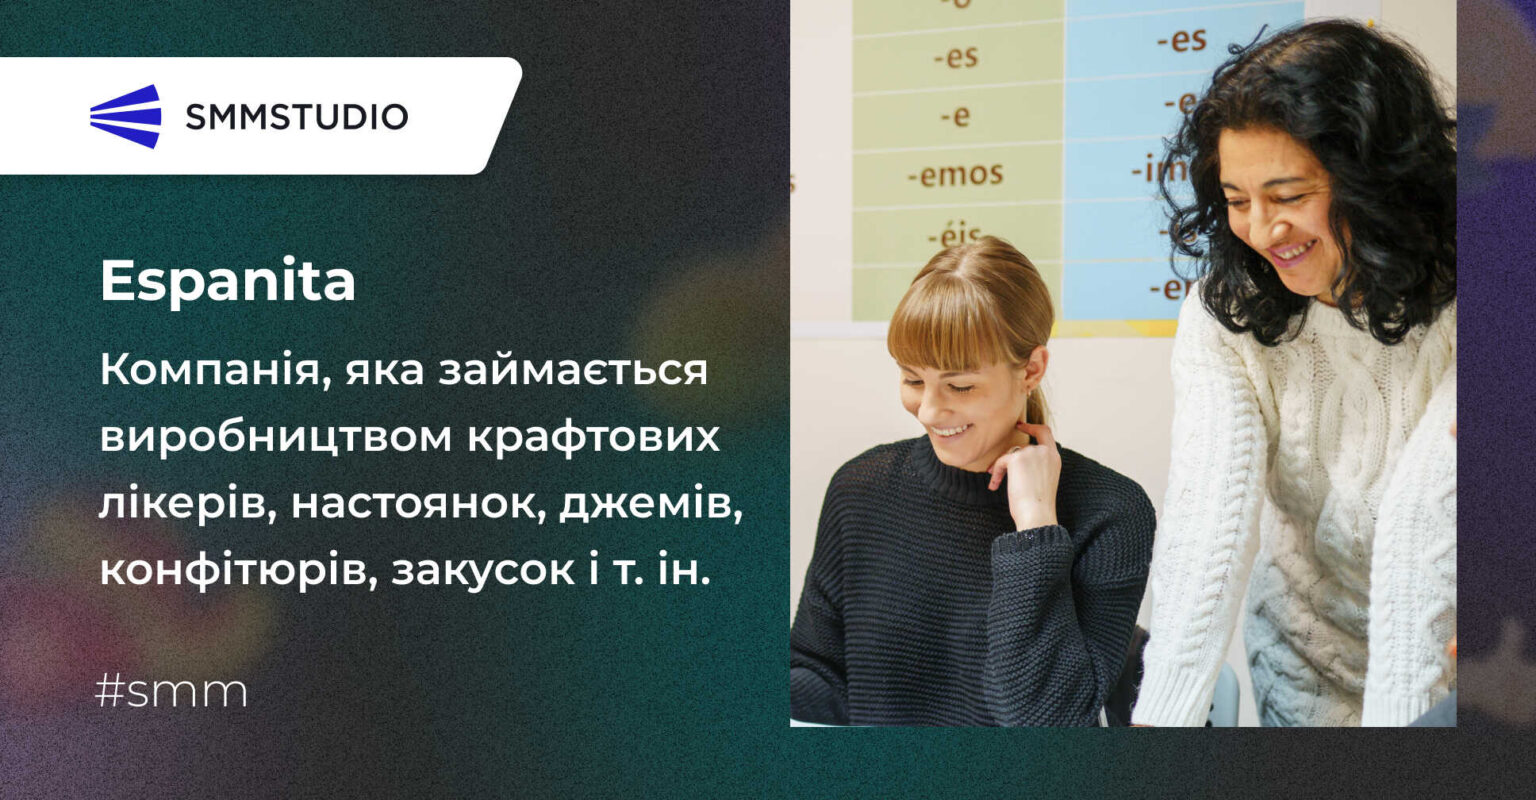 SMMSTUDIO
Espanita
Компанія, яка займається
виробництвом крафтових
лікерів, настоянок, джемів,
конфітюрів, закусок і т. ін.
#smm
-es
-e
-emos
-éis
-es